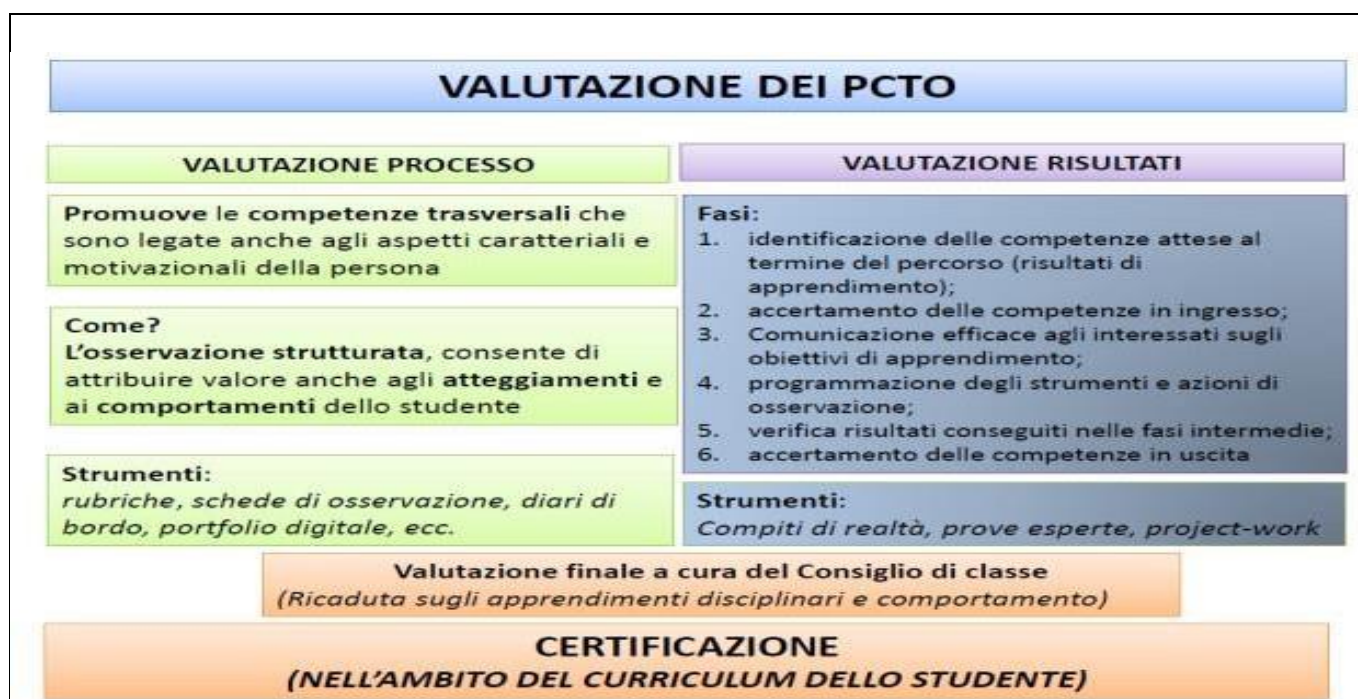 VALUTAZIONE DEI PCTO
VALUTAZIONE PROCESSO
Promuove le competenze trasversali che
sono legate anche agli aspetti caratteriali e
motivazionali della persona
Come?
L'osservazione strutturata, consente di
attribuire valore anche agli atteggiamenti e
ai comportamenti dello studente
Strumenti:
rubriche, schede di osservazione, diari di
bordo, portfolio digitale, ecc.
VALUTAZIONE RISULTATI
Fasi:
1. identificazione delle competenze attese al
termine del percorso (risultati di
apprendimento);
2. accertamento delle competenze in ingresso;
3. Comunicazione efficace agli interessati sugli
obiettivi di apprendimento;
4. programmazione degli strumenti e azioni di
osservazione;
5. verifica risultati conseguiti nelle fasi intermedie;
6. accertamento delle competenze in uscita
Strumenti:
Compiti di realtà, prove esperte, project-work
Valutazione finale a cura del Consiglio di classe
(Ricaduta sugli apprendimenti disciplinari e comportamento)
CERTIFICAZIONE
(NELL'AMBITO DEL CURRICULUM DELLO STUDENTE)